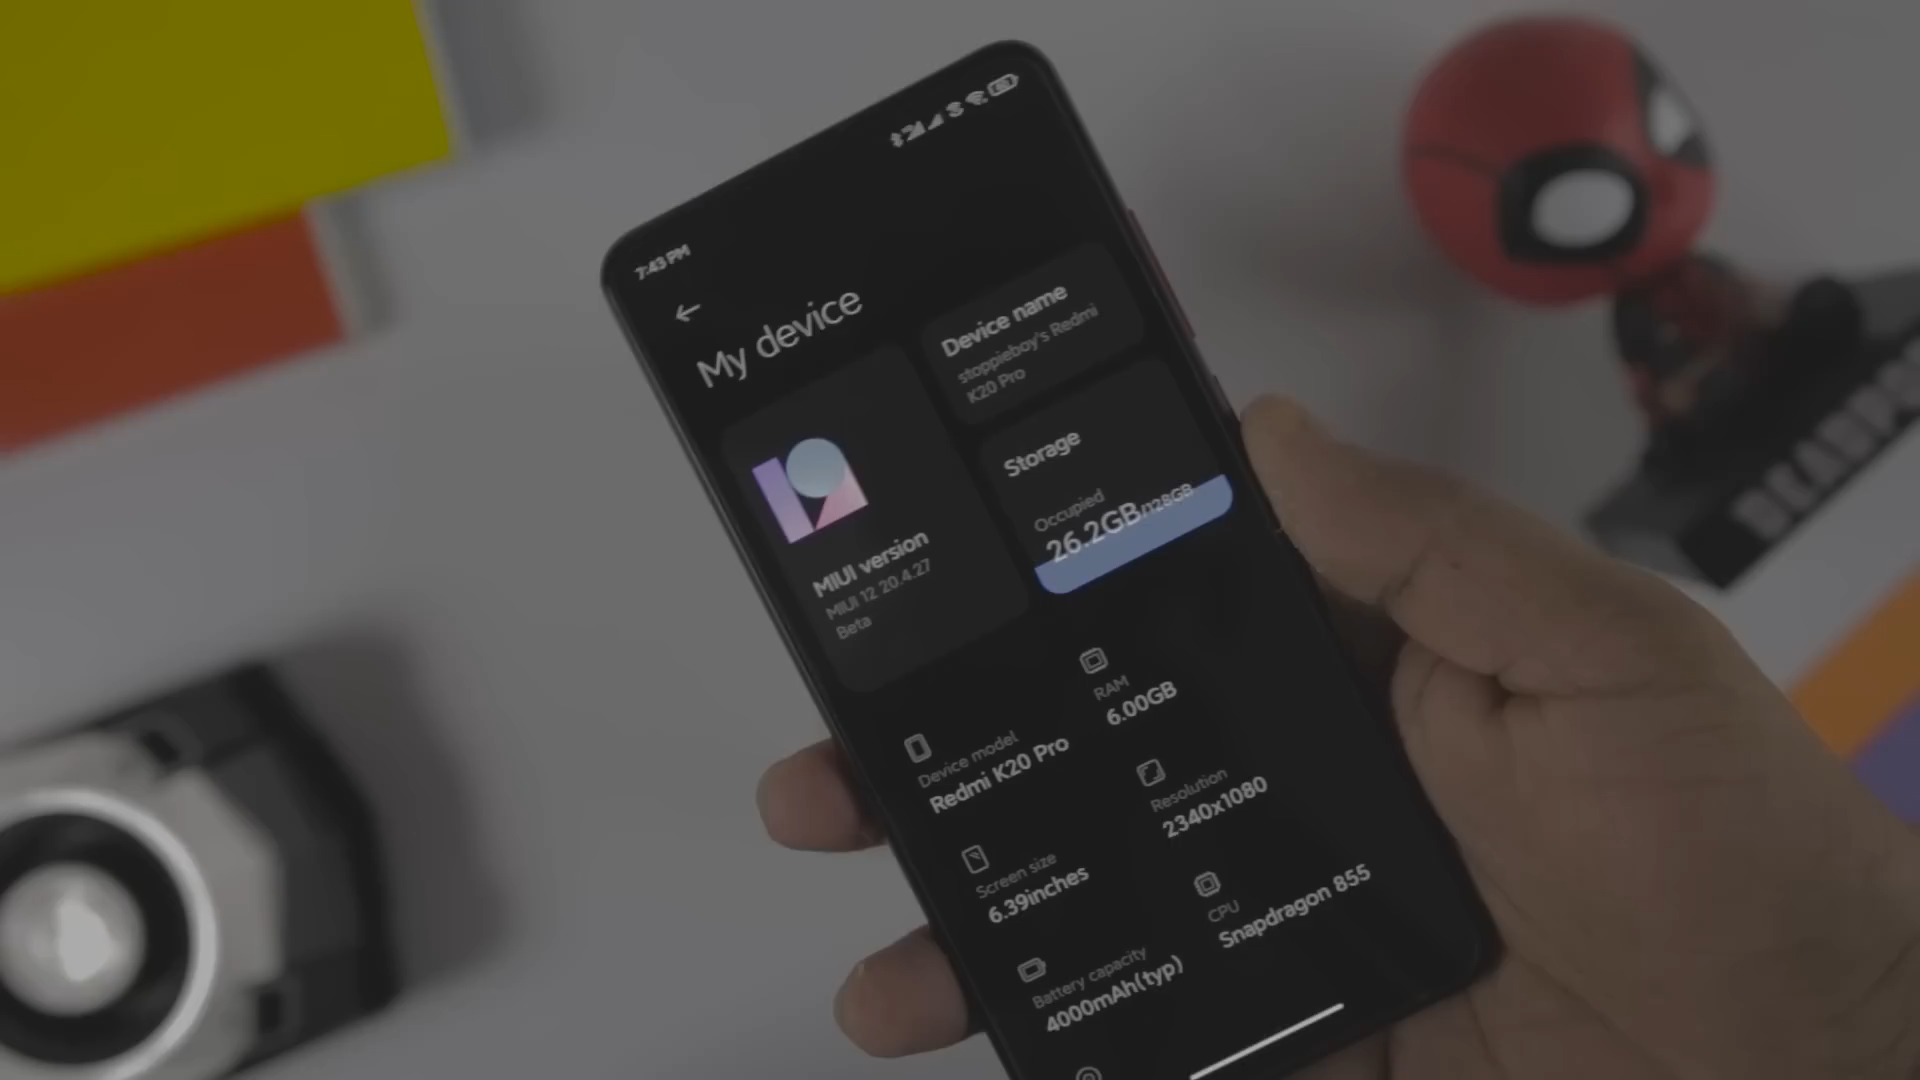 7:43 PM
My device
Device name
stoppieboy's Redmi
K20 Pro
MIUI version
MIUI 12 20.4.27
Beta
Storage
Occupied
26.2GB/128GB
Device model
Redmi K20 Pro
RAM
6.00GB
Screen size
6.39inches
Resolution
2340x1080
Battery capacity
4000mAh(typ)
CPU
Snapdragon 855